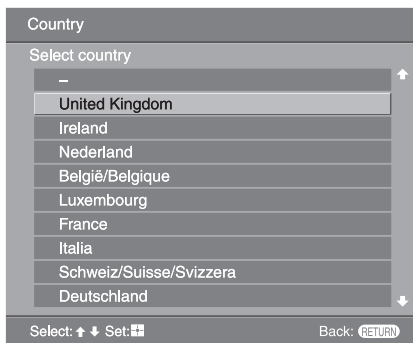 Country
Select country
–
United Kingdom
Ireland
Nederland
België/Belgique
Luxembourg
France
Italia
Schweiz/Suisse/Svizzera
Deutschland
Select: Set: Back: RETURN